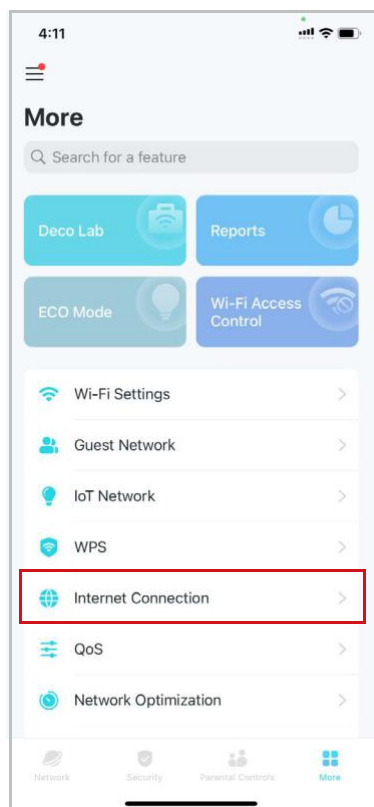 4:11
More
Search for a feature
Deco Lab
Reports
ECO Mode
Wi-Fi Access
Control
Wi-Fi Settings
Guest Network
IoT Network
WPS
Internet Connection
QoS
Network Optimization
Network
Security
Parental Controls
More